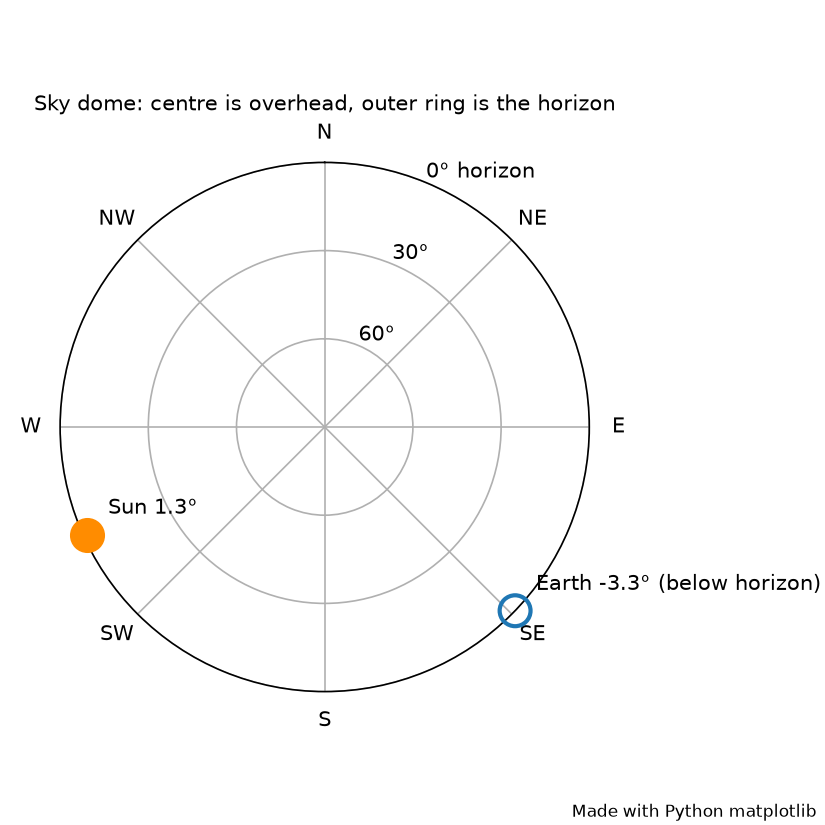 Sky dome: centre is overhead, outer ring is the horizon
N
0° horizon
NW
NE
30°
60°
W
E
Sun 1.3°
Earth -3.3° (below horizon)
SW
SE
S
Made with Python matplotlib